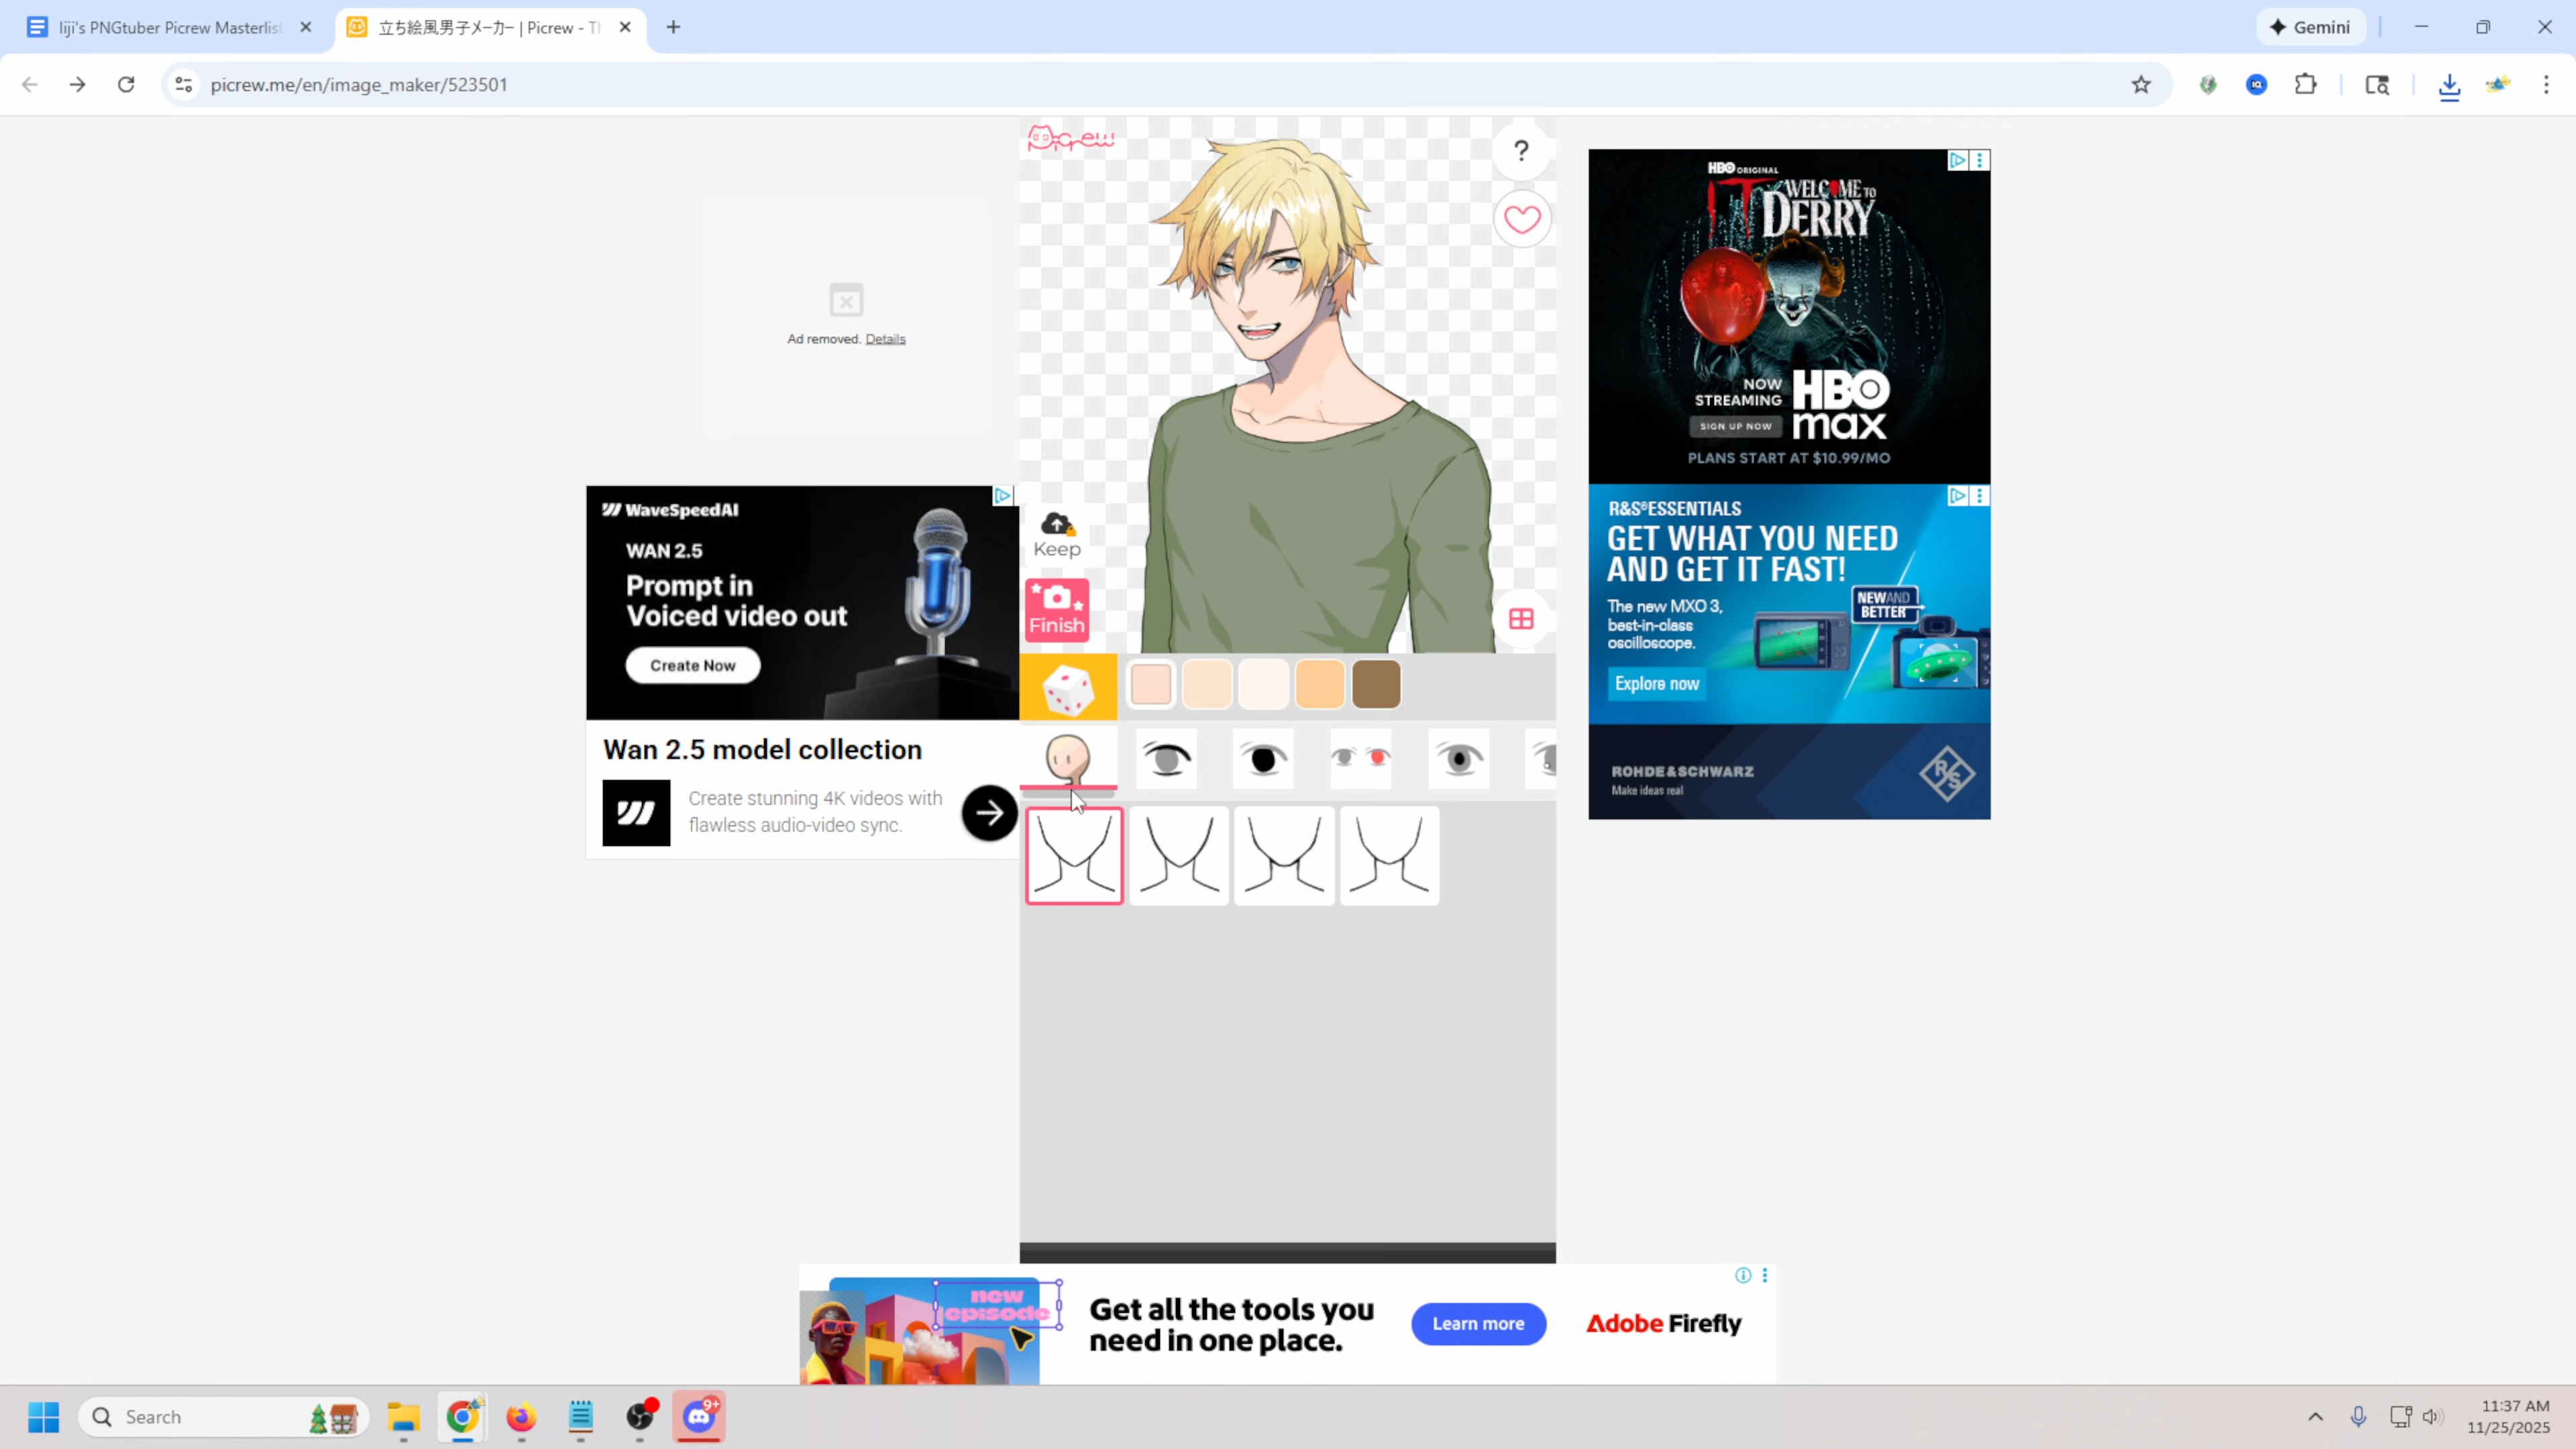 liji's PNGtuber Picrew Masterlist
立ち絵風男子メーカー | Picrew - Th
Gemini
picrew.me/en/image_maker/523501
Picrew
?
Ad removed. Details
WaveSpeedAI
WAN 2.5
Prompt in
Voiced video out
Create Now
Wan 2.5 model collection
Create stunning 4K videos with
flawless audio-video sync.
Keep
Finish
HBO ORIGINAL
IT
WELCOME TO
DERRY
NOW
STREAMING
HBO
max
SIGN UP NOW
PLANS START AT $10.99/MO
R&S®ESSENTIALS
GET WHAT YOU NEED
AND GET IT FAST!
The new MXO 3,
best-in-class
oscilloscope.
NEW AND
BETTER
Explore now
ROHDE & SCHWARZ
Make ideas real
R&S
new
episode
Get all the tools you
need in one place.
Learn more
Adobe Firefly
Search
9+
11:37 AM
11/25/2025